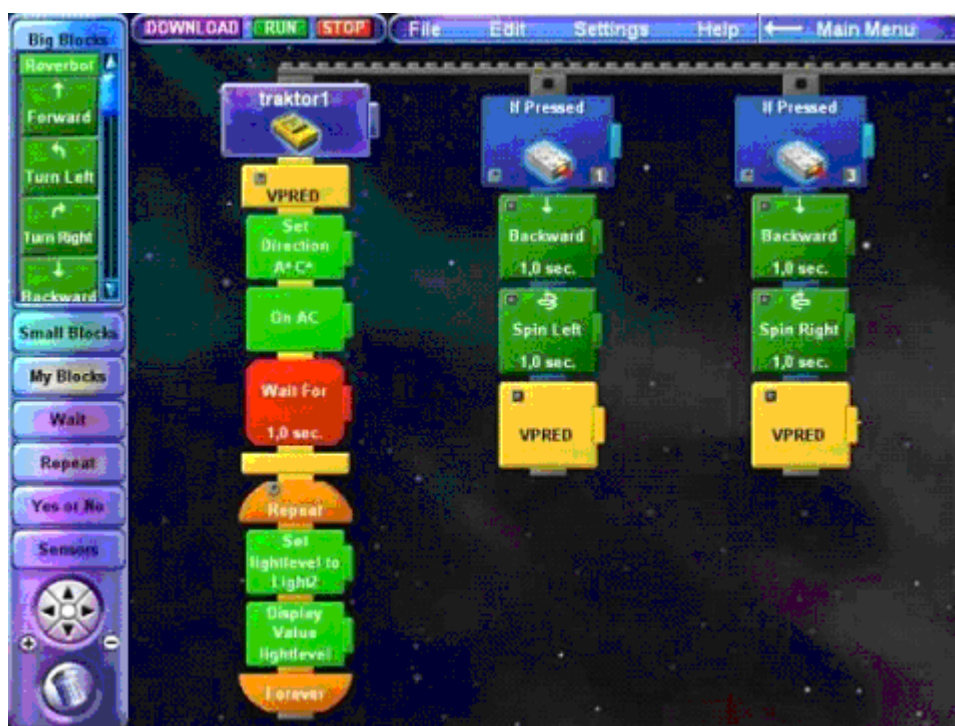 DOWNLOAD RUN STOP File Edit Settings Help Main Menu
Big Blocks
Roverbot
Forward
Turn Left
Turn Right
Backward
Small Blocks
My Blocks
Wait
Repeat
Yes or No
Sensors
traktor1
VPRED
Set
Direction
A^ C^
On AC
Wait For
1,0 sec.
Repeat
Set
lightlevel to
Light2
Display
Value
lightlevel
Forever
If Pressed
1
Backward
1,0 sec.
Spin Left
1,0 sec.
VPRED
If Pressed
3
Backward
1,0 sec.
Spin Right
1,0 sec.
VPRED